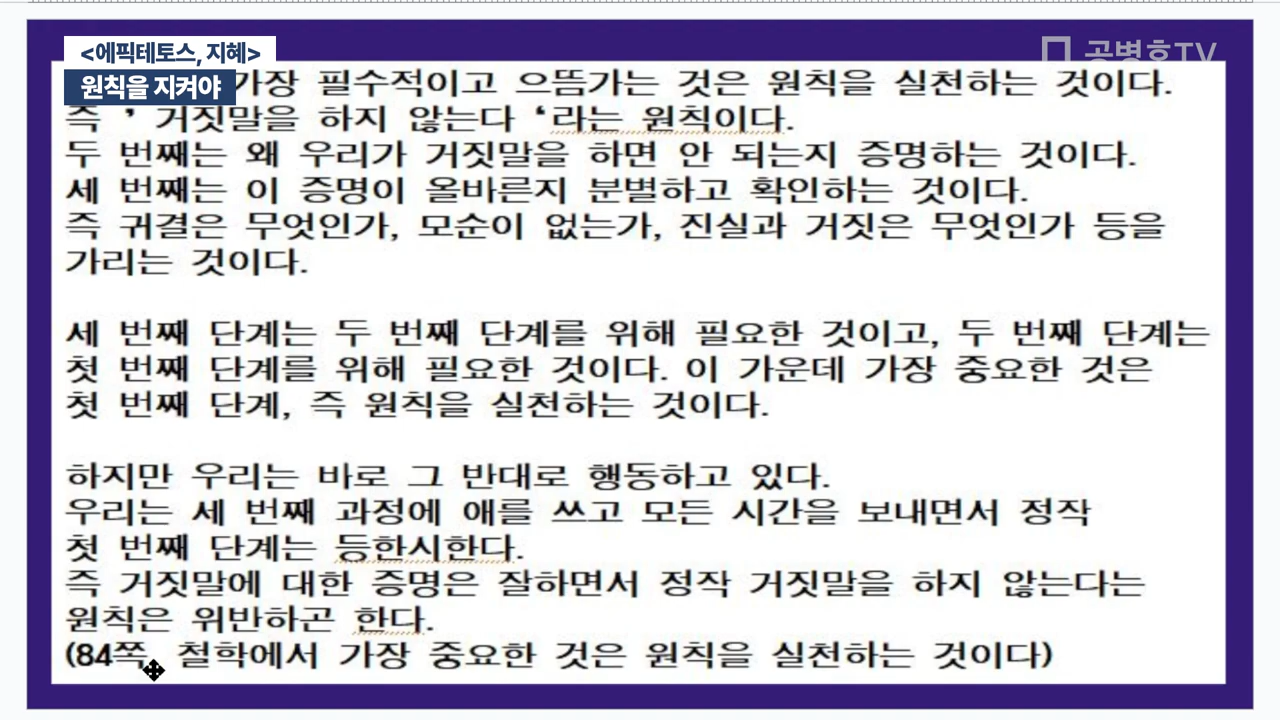 <에픽테토스, 지혜>
공병호TV
원칙을 지켜야
가장 필수적이고 으뜸가는 것은 원칙을 실천하는 것이다.
즉 ’ 거짓말을 하지 않는다 ‘라는 원칙이다.
두 번째는 왜 우리가 거짓말을 하면 안 되는지 증명하는 것이다.
세 번째는 이 증명이 올바른지 분별하고 확인하는 것이다.
즉 귀결은 무엇인가, 모순이 없는가, 진실과 거짓은 무엇인가 등을
가리는 것이다.
세 번째 단계는 두 번째 단계를 위해 필요한 것이고, 두 번째 단계는
첫 번째 단계를 위해 필요한 것이다. 이 가운데 가장 중요한 것은
첫 번째 단계, 즉 원칙을 실천하는 것이다.
하지만 우리는 바로 그 반대로 행동하고 있다.
우리는 세 번째 과정에 애를 쓰고 모든 시간을 보내면서 정작
첫 번째 단계는 등한시한다.
즉 거짓말에 대한 증명은 잘하면서 정작 거짓말을 하지 않는다는
원칙은 위반하곤 한다.
(84쪽, 철학에서 가장 중요한 것은 원칙을 실천하는 것이다)